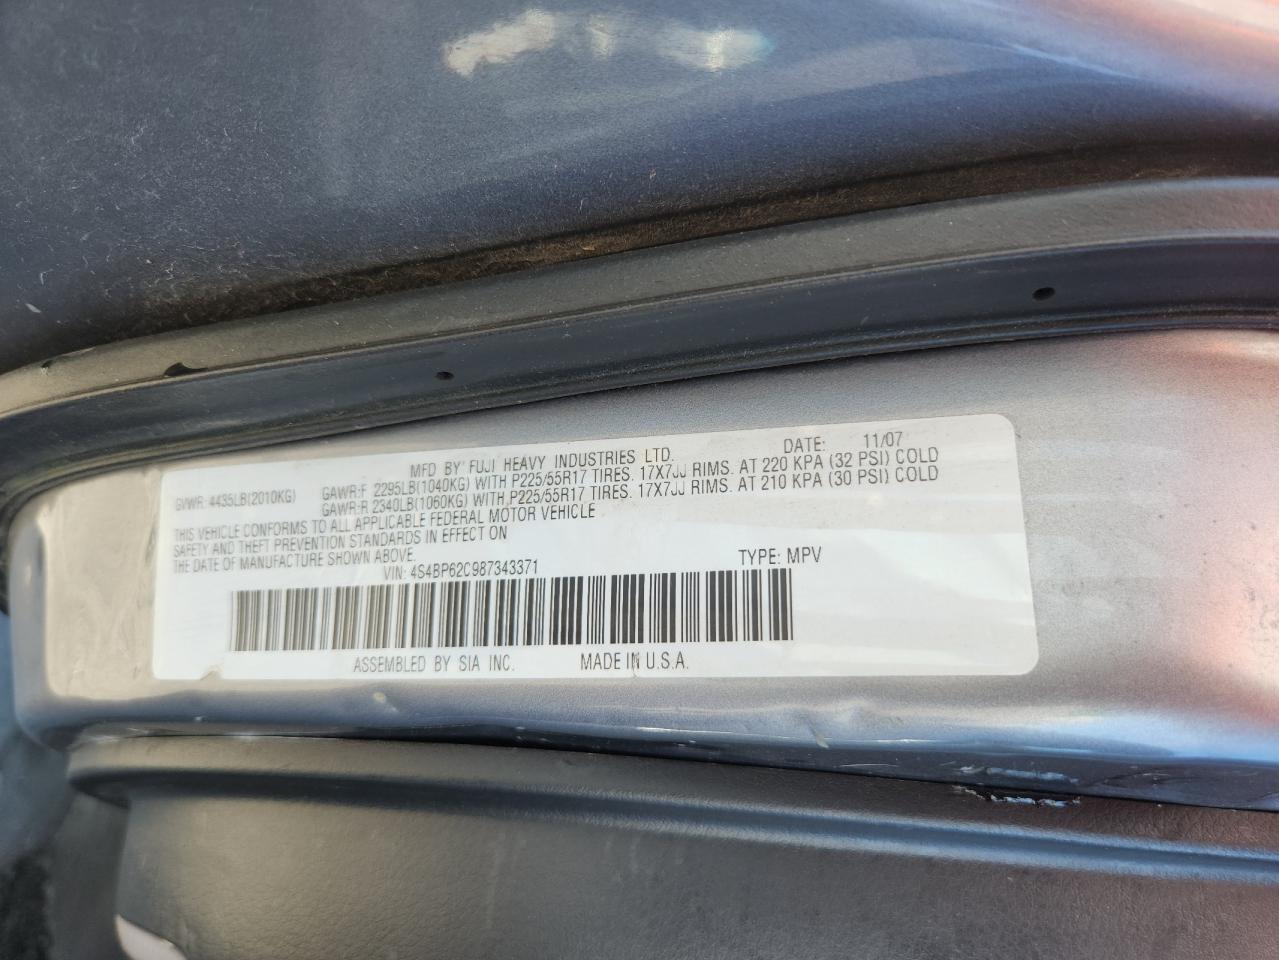 MFD BY FUJI HEAVY INDUSTRIES LTD. DATE: 11/07
GVWR: 4435LB(2010KG) GAWR:F 2295LB(1040KG) WITH P225/55R17 TIRES. 17X7JJ RIMS. AT 220 KPA (32 PSI) COLD
GAWR:R 2340LB(1060KG) WITH P225/55R17 TIRES. 17X7JJ RIMS. AT 210 KPA (30 PSI) COLD
THIS VEHICLE CONFORMS TO ALL APPLICABLE FEDERAL MOTOR VEHICLE
SAFETY AND THEFT PREVENTION STANDARDS IN EFFECT ON
THE DATE OF MANUFACTURE SHOWN ABOVE.
VIN: 4S4BP62C987343371 TYPE: MPV
ASSEMBLED BY SIA INC. MADE IN U.S.A.